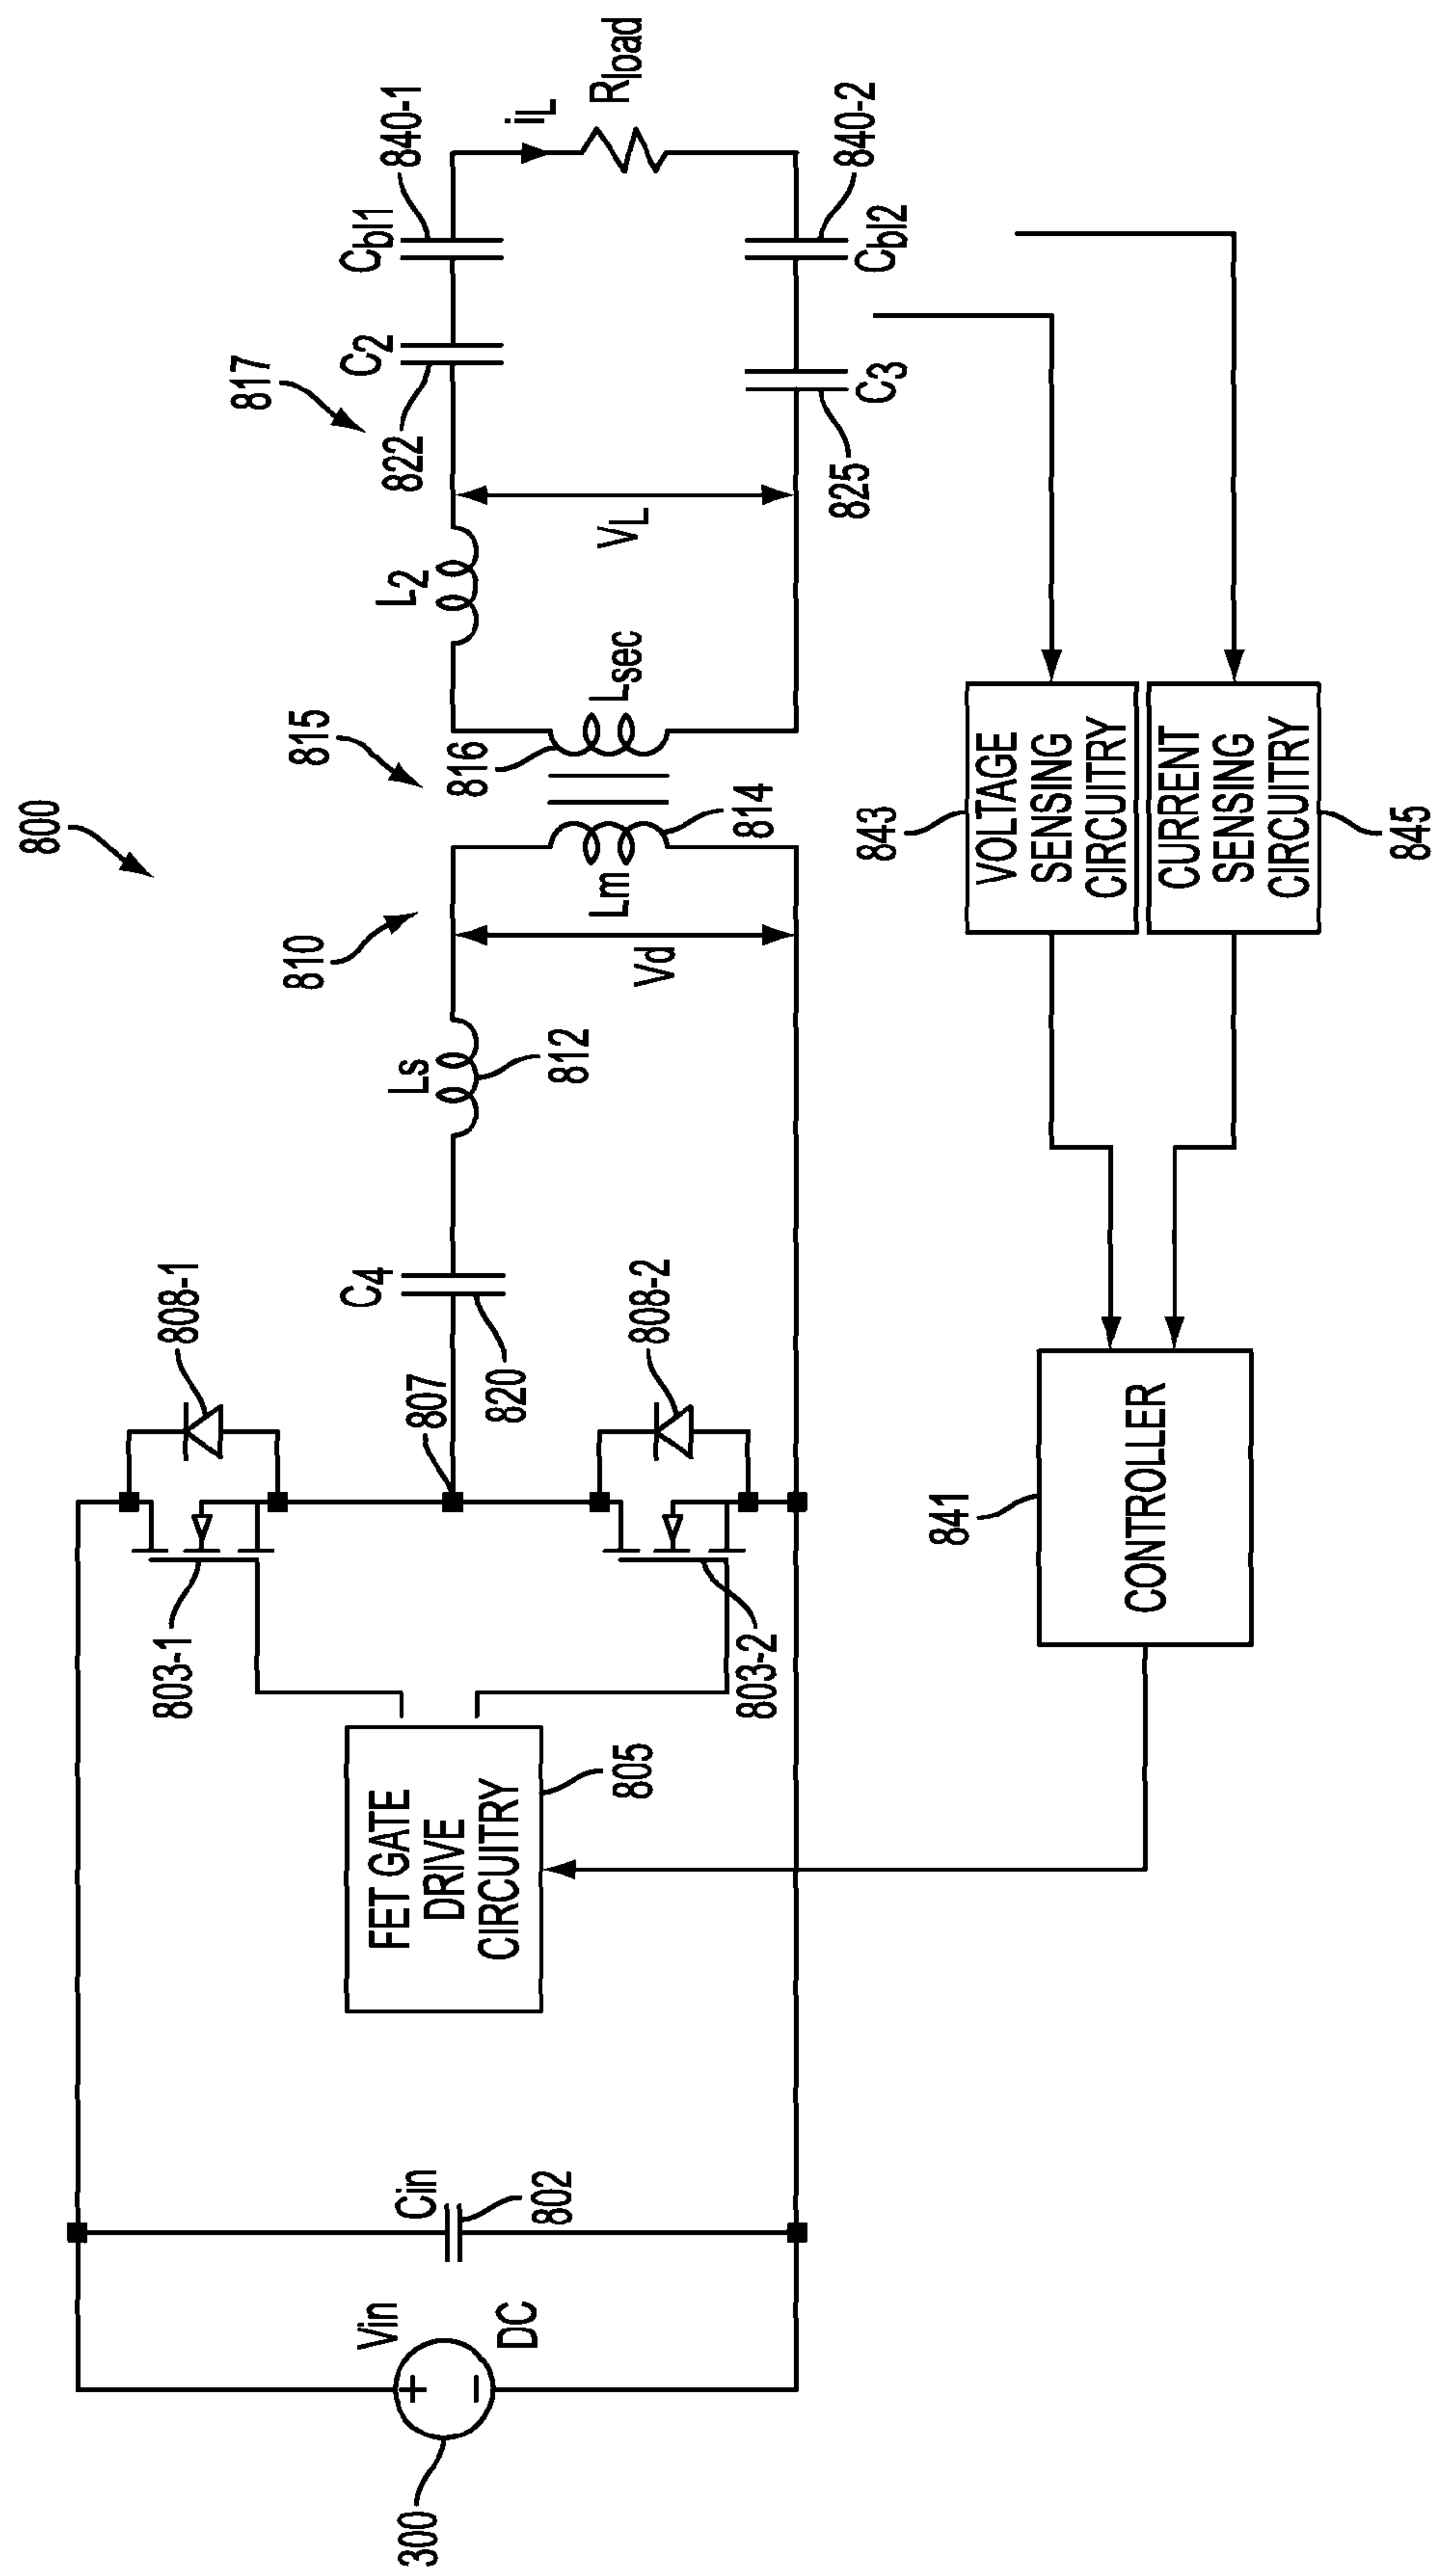 800
300
Vin
DC
Cin
802
FET GATE
DRIVE
CIRCUITRY
805
803-1
803-2
808-1
808-2
807
C4
820
Ls
812
810
Vd
Lm
814
815
816
Lsec
L2
VL
817
C2
822
C3
825
Cbl1
840-1
Cbl2
840-2
iL
Rload
CONTROLLER
841
VOLTAGE
SENSING
CIRCUITRY
843
CURRENT
SENSING
CIRCUITRY
845